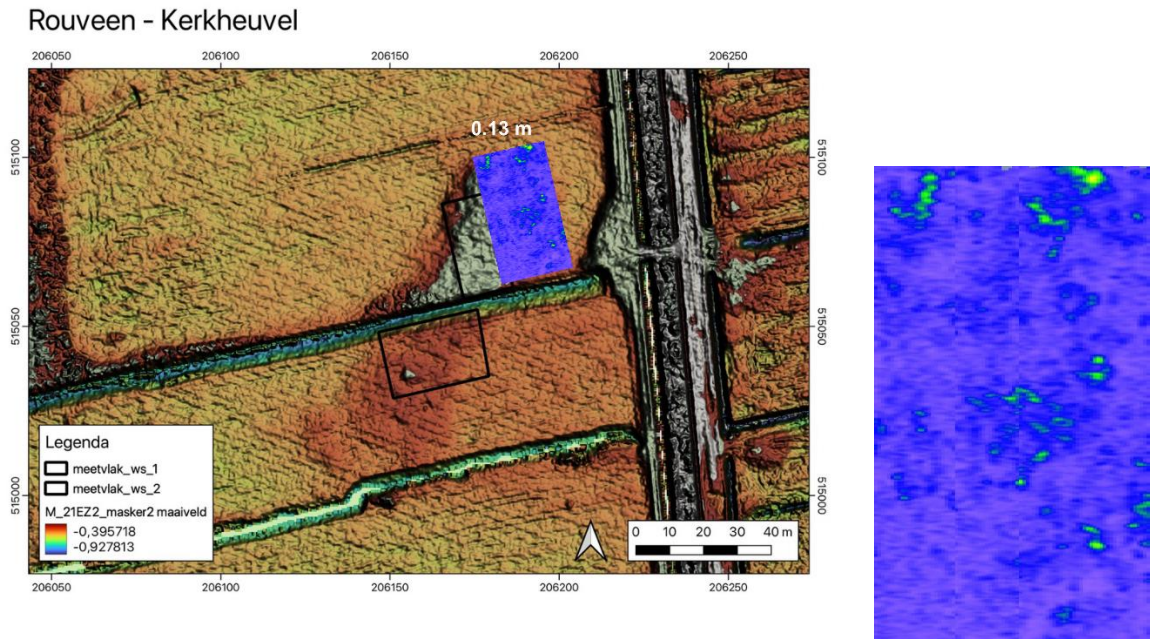 Rouveen - Kerkheuvel
206050 206100 206150 206200 206250
0.13 m
515100 515100
515050 515050
515000 515000
Legenda
meetvlak_ws_1
meetvlak_ws_2
M_21EZ2_masker2 maaiveld
-0,395718
-0,927813
0 10 20 30 40 m
206050 206100 206150 206200 206250